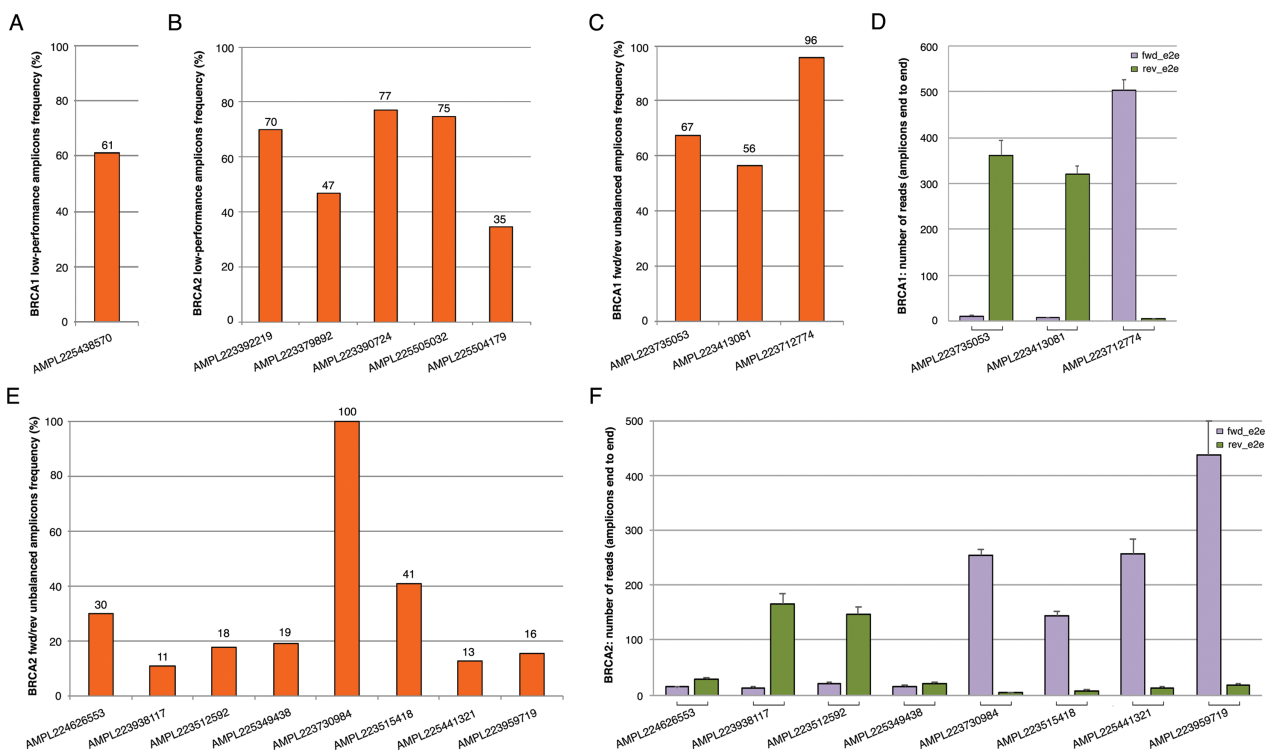 A
BRCA1 low-performance amplicons frequency (%)
100
80
60
40
20
0
61
AMPL225438570
B
BRCA2 low-performance amplicons frequency (%)
100
80
60
40
20
0
70
47
77
75
35
AMPL223392219
AMPL223379892
AMPL223390724
AMPL225505032
AMPL225504179
C
BRCA1 fwd/rev unbalanced amplicons frequency (%)
100
80
60
40
20
0
67
56
96
AMPL223735053
AMPL223413081
AMPL223712774
D
BRCA1: number of reads (amplicons end to end)
600
500
400
300
200
100
0
fwd_e2e
rev_e2e
AMPL223735053
AMPL223413081
AMPL223712774
E
BRCA2 fwd/rev unbalanced amplicons frequency (%)
100
80
60
40
20
0
30
11
18
19
100
41
13
16
AMPL224626553
AMPL223938117
AMPL223512592
AMPL225349438
AMPL223730984
AMPL223515418
AMPL225441321
AMPL223959719
F
BRCA2: number of reads (amplicons end to end)
500
400
300
200
100
0
fwd_e2e
rev_e2e
AMPL224626553
AMPL223938117
AMPL223512592
AMPL225349438
AMPL223730984
AMPL223515418
AMPL225441321
AMPL223959719